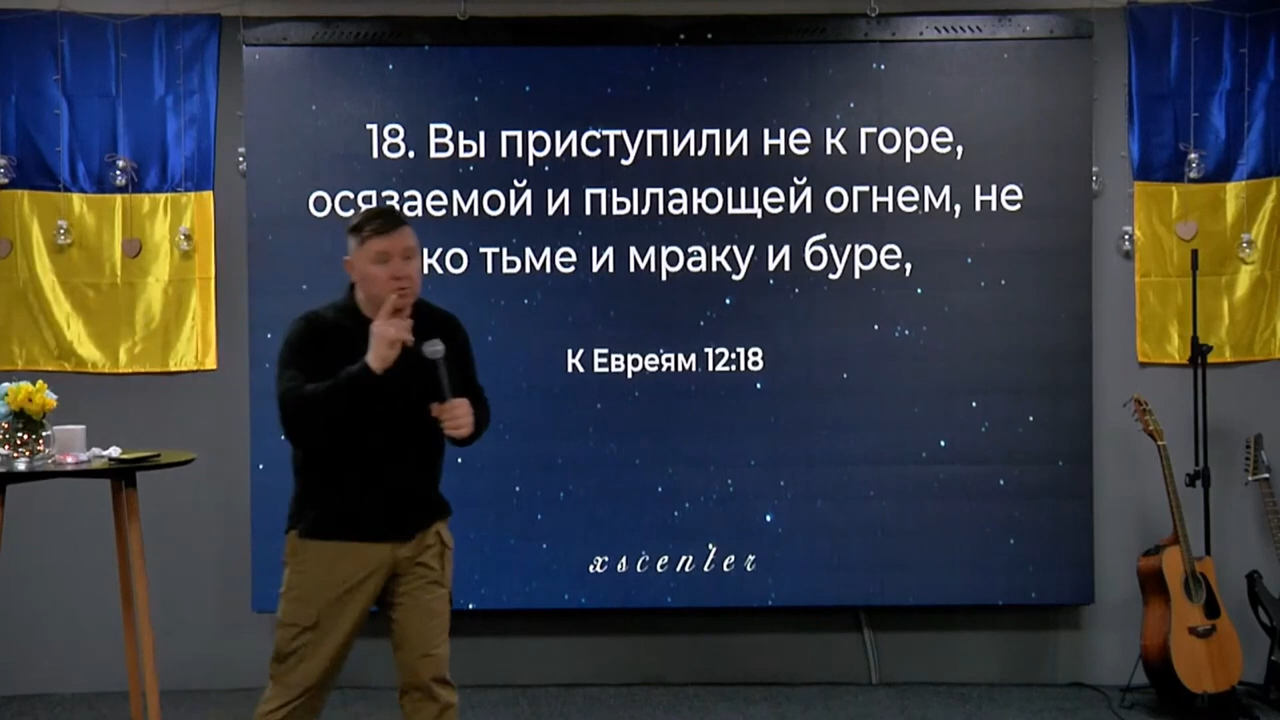 18. Вы приступили не к горе,
осязаемой и пылающей огнем, не
ко тьме и мраку и буре,
К Евреям 12:18
xscenter